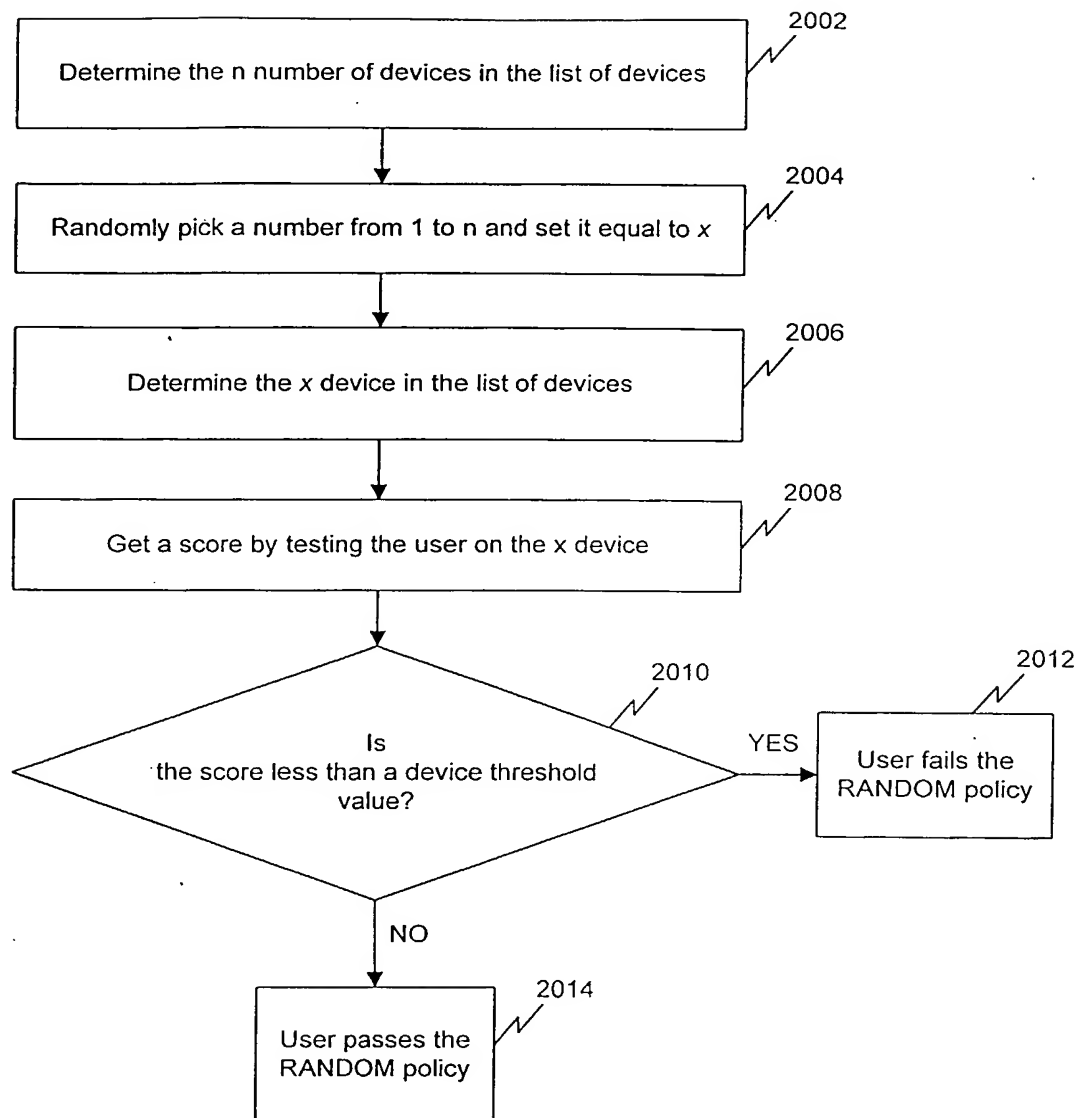 2002
Determine the n number of devices in the list of devices
2004
Randomly pick a number from 1 to n and set it equal to x
2006
Determine the x device in the list of devices
2008
Get a score by testing the user on the x device
2010
Is
the score less than a device threshold
value?
YES
2012
User fails the
RANDOM policy
NO
2014
User passes the
RANDOM policy